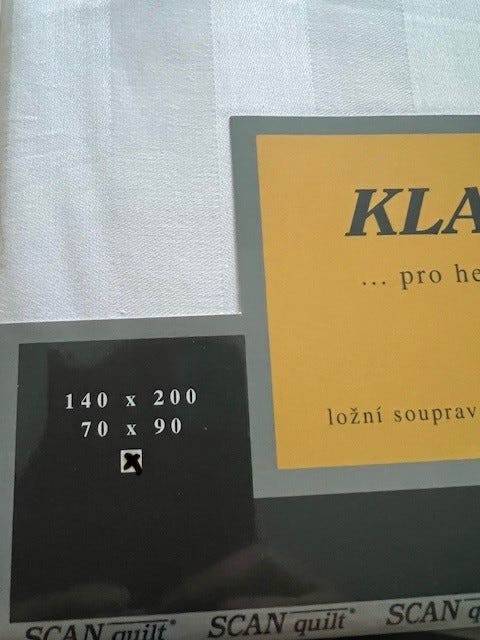 KLA
... pro he
ložní souprav
140 x 200
70 x 90
SCAN quilt® SCAN quilt® SCAN quilt